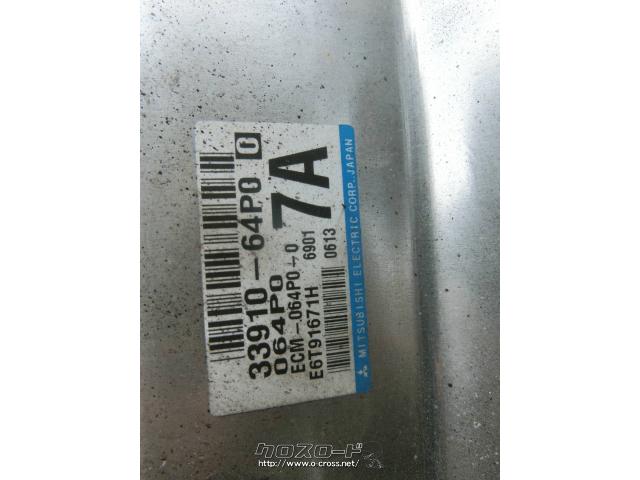 33910-64P0 C
064P0 7A
ECM-064P0-0 6901
E6T91671H 0613
MITSUBISHI ELECTRIC CORP. JAPAN
クロスロード
http://www.o-cross.net/